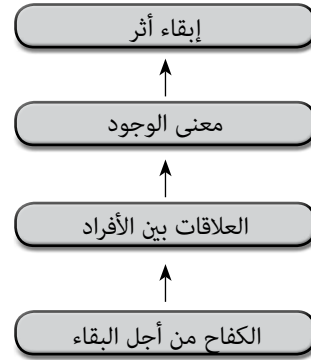 إبقاء أثر
معنى الوجود
العلاقات بين الأفراد
الكفاح من أجل البقاء